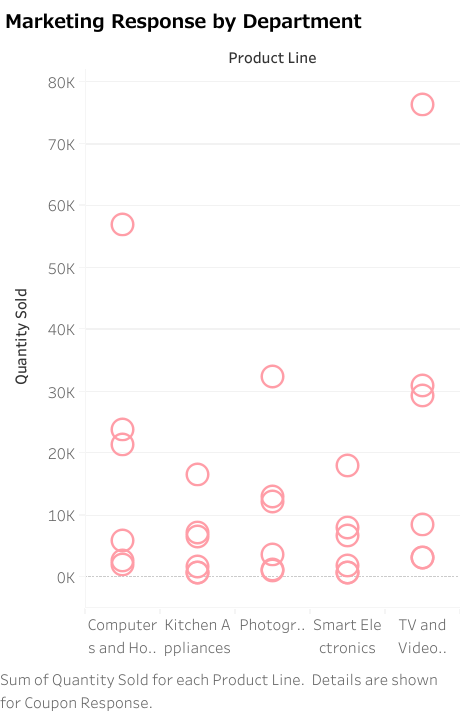 Marketing Response by Department
Product Line
80K
70K
60K
50K
40K
30K
20K
10K
0K
Quantity Sold
Computer
s and Ho..
Kitchen A
ppliances
Photogr..
Smart Ele
ctronics
TV and
Video..
Sum of Quantity Sold for each Product Line. Details are shown
for Coupon Response.